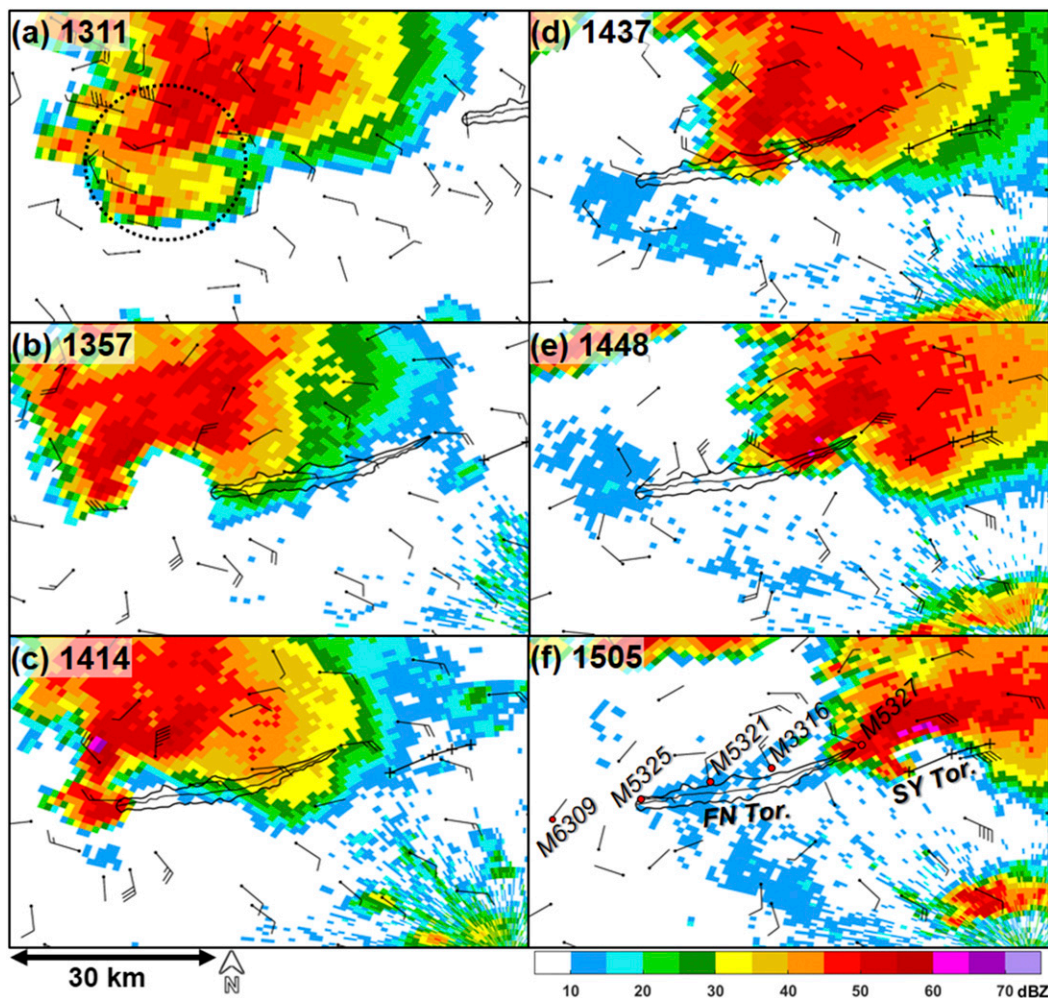 (a) 1311
(d) 1437
(b) 1357
(e) 1448
(c) 1414
(f) 1505
M5327
M3316
M5321
M5325
M6309
FN Tor.
SY Tor.
30 km
N
10 20 30 40 50 60 70 dBZ